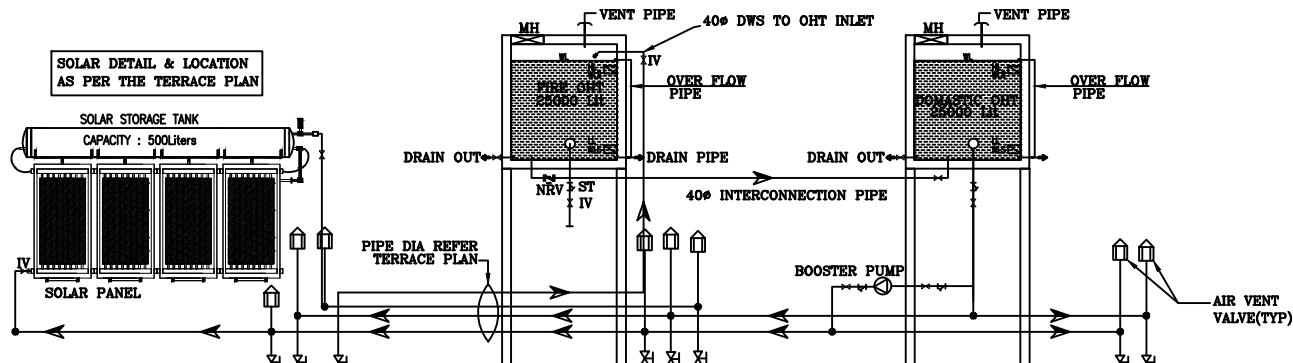 SOLAR DETAIL & LOCATION
AS PER THE TERRACE PLAN
SOLAR STORAGE TANK
CAPACITY : 500Liters
IV
SOLAR PANEL
VENT PIPE
MH
40ø DWS TO OHT INLET
IV
WL
FIRE OHT
25000 Lit
OVER FLOW
PIPE
DRAIN OUT
DRAIN PIPE
NRV
ST
IV
40ø INTERCONNECTION PIPE
PIPE DIA REFER
TERRACE PLAN
VENT PIPE
MH
WL
DOMASTIC OHT
25000 Lit
OVER FLOW
PIPE
DRAIN OUT
BOOSTER PUMP
AIR VENT
VALVE(TYP)